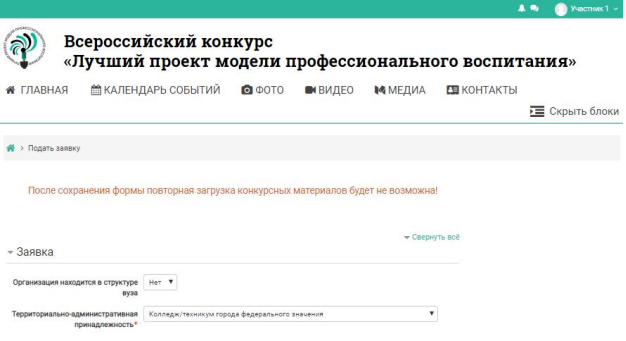 Участник 1
Всероссийский конкурс
«Лучший проект модели профессионального воспитания»
ГЛАВНАЯ КАЛЕНДАРЬ СОБЫТИЙ ФОТО ВИДЕО МЕДИА КОНТАКТЫ
Скрыть блоки
Подать заявку
После сохранения формы повторная загрузка конкурсных материалов будет не возможна!
Свернуть всё
Заявка
Организация находится в структуре Нет
вуза
Территориально-административная Колледж/техникум города федерального значения
принадлежность*